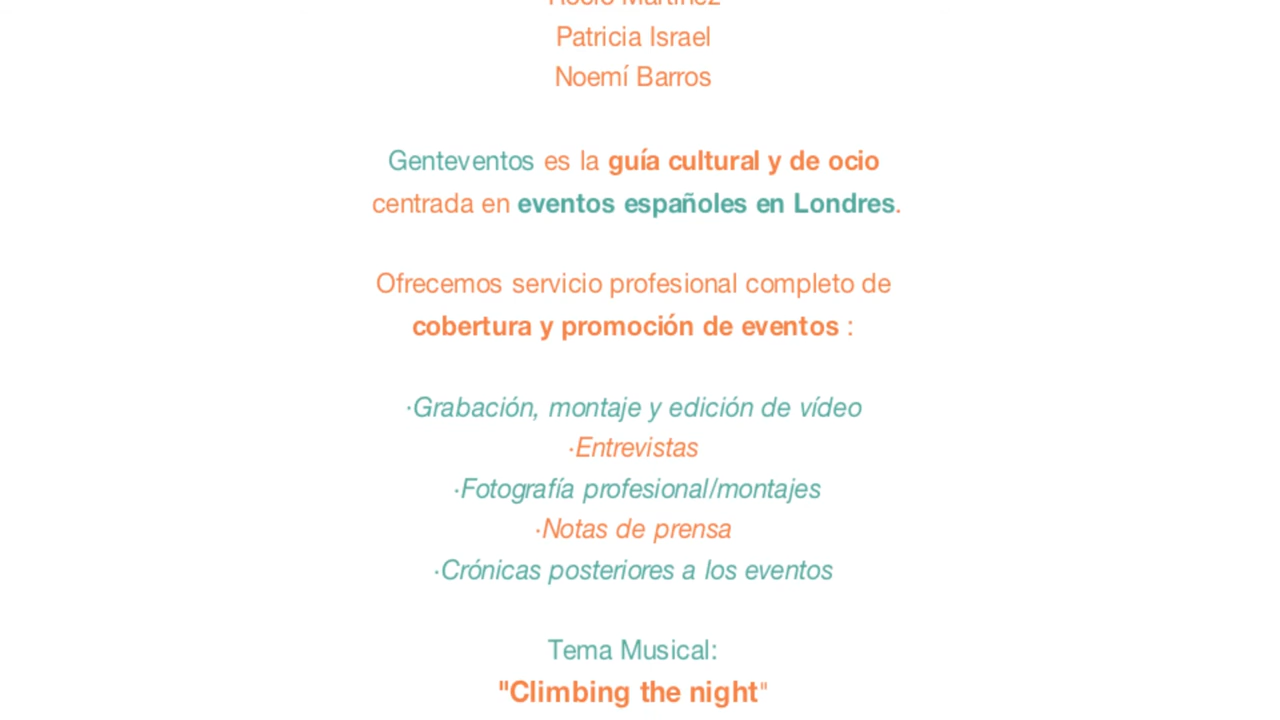 Rocío Martínez
Patricia Israel
Noemí Barros
Genteventos es la guía cultural y de ocio
centrada en eventos españoles en Londres.
Ofrecemos servicio profesional completo de
cobertura y promoción de eventos :
·Grabación, montaje y edición de vídeo
·Entrevistas
·Fotografía profesional/montajes
·Notas de prensa
·Crónicas posteriores a los eventos
Tema Musical:
"Climbing the night"